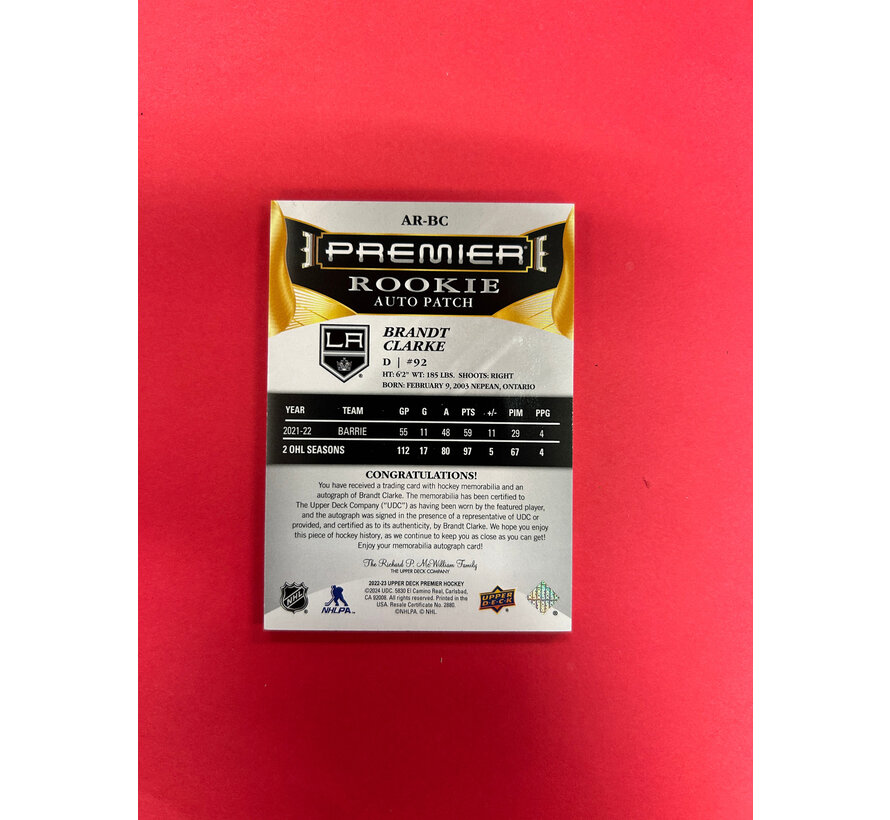 AR-BC
PREMIER
ROOKIE
AUTO PATCH
LA
BRANDT
CLARKE
D | #92
HT: 6'2" WT: 185 LBS. SHOOTS: RIGHT
BORN: FEBRUARY 9, 2003 NEPEAN, ONTARIO
YEAR TEAM GP G A PTS +/- PIM PPG
2021-22 BARRIE 55 11 48 59 11 29 4
2 OHL SEASONS 112 17 80 97 5 67 4
CONGRATULATIONS!
You have received a trading card with hockey memorabilia and an
autograph of Brandt Clarke. The memorabilia has been certified to
The Upper Deck Company ("UDC") as having been worn by the featured player,
and the autograph was signed in the presence of a representative of UDC or
provided, and certified as to its authenticity, by Brandt Clarke. We hope you enjoy
this piece of hockey history, as we continue to keep you as close as you can get!
Enjoy your memorabilia autograph card!
The Richard P. McWilliam Family
THE UPPER DECK COMPANY
2022-23 UPPER DECK PREMIER HOCKEY
©2024 UDC. 5830 El Camino Real, Carlsbad,
CA 92008. All rights reserved. Printed in the
USA. Resale Certificate No. 2880.
©NHLPA. © NHL.
NHL
NHLPA
UPPER
DECK